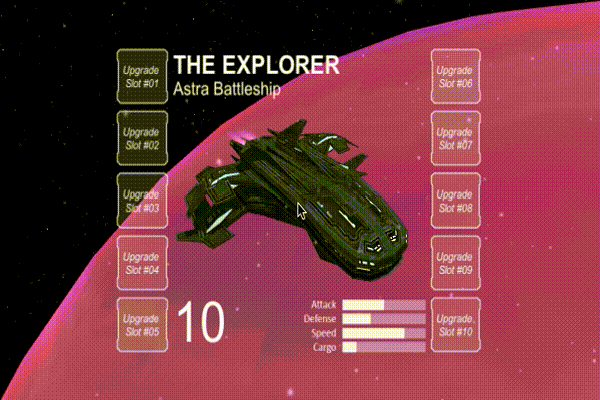 THE EXPLORER
Astra Battleship
Upgrade
Slot #01
Upgrade
Slot #02
Upgrade
Slot #03
Upgrade
Slot #04
Upgrade
Slot #05
Upgrade
Slot #06
Upgrade
Slot #07
Upgrade
Slot #08
Upgrade
Slot #09
Upgrade
Slot #10
10
Attack
Defense
Speed
Cargo